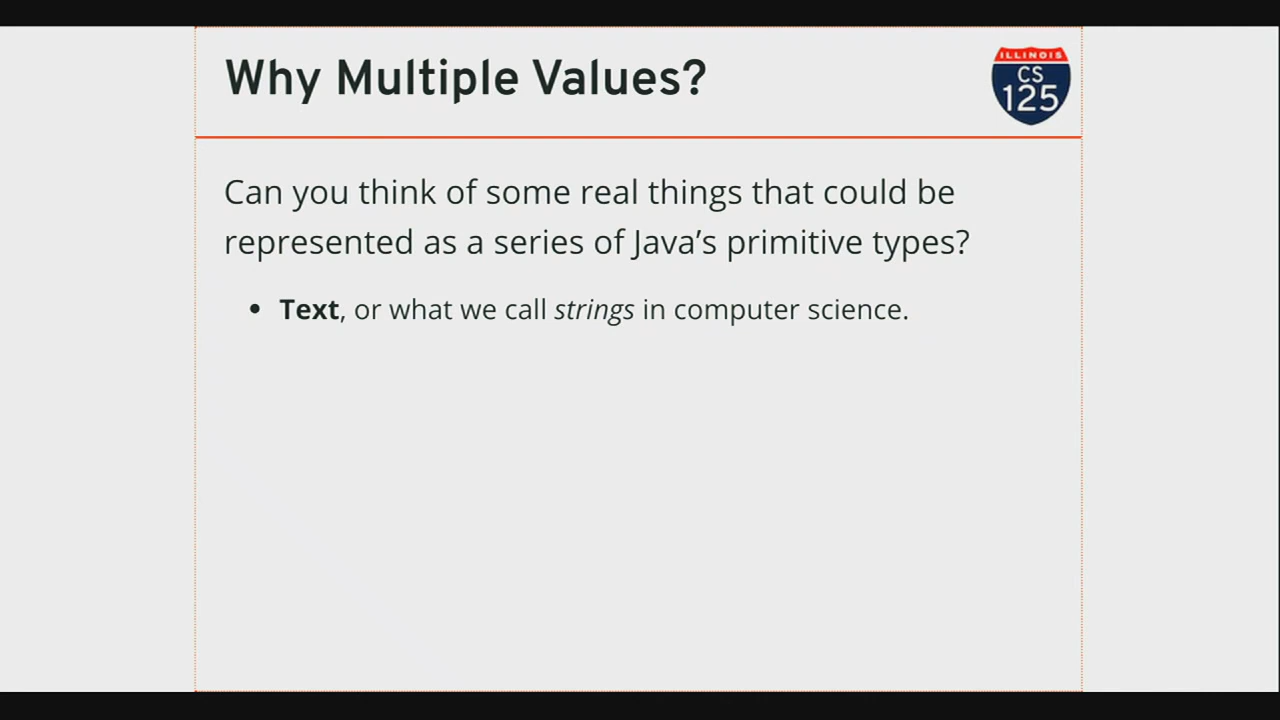 Why Multiple Values?
ILLINOIS
CS
125
Can you think of some real things that could be
represented as a series of Java’s primitive types?
• Text, or what we call strings in computer science.